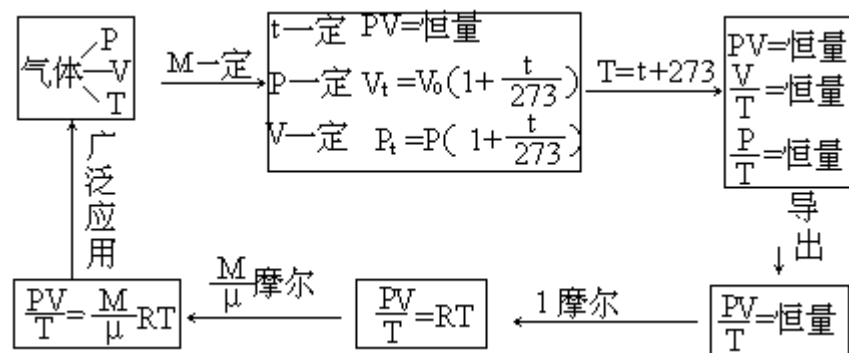 气体 P V T
M一定
t一定 PV=恒量
P一定 Vt=V0(1+t/273)
V一定 Pt=P(1+t/273)
T=t+273
PV=恒量
V/T=恒量
P/T=恒量
导出
PV/T=恒量
1摩尔
PV/T=RT
M/μ摩尔
PV/T=M/μ RT
广泛应用